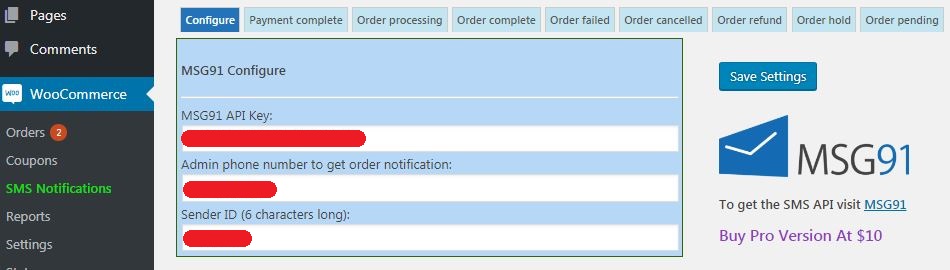 Pages
Comments
WOO WooCommerce
Orders 2
Coupons
SMS Notifications
Reports
Settings
Configure Payment complete Order processing Order complete Order failed Order cancelled Order refund Order hold Order pending
MSG91 Configure
MSG91 API Key:
Admin phone number to get order notification:
Sender ID (6 characters long):
Save Settings
MSG91
To get the SMS API visit MSG91
Buy Pro Version At $10